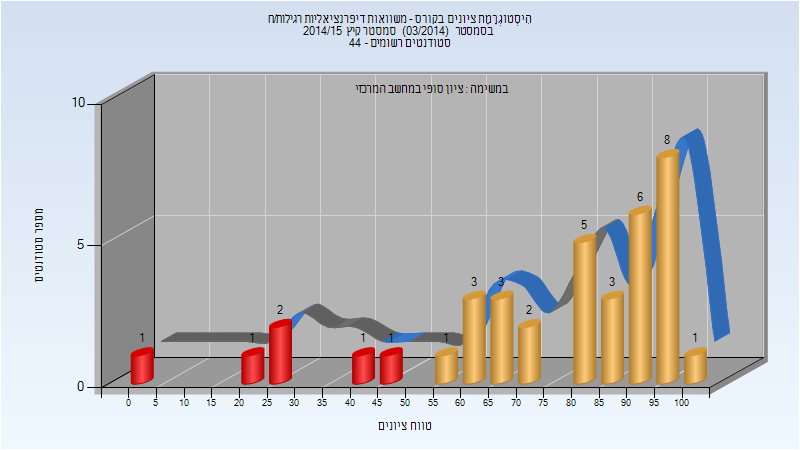 היסטוגרמת ציונים בקורס - משוואות דיפרנציאליות רגילות/ח
בסמסטר (03/2014) סמסטר קיץ 2014/15
סטודנטים רשומים - 44
במשימה : ציון סופי במחשב המרכזי
10
5
0
מספר סטודנטים
1
1
2
1
1
1
3
3
2
5
3
6
8
1
0 5 10 15 20 25 30 35 40 45 50 55 60 65 70 75 80 85 90 95 100
טווח ציונים